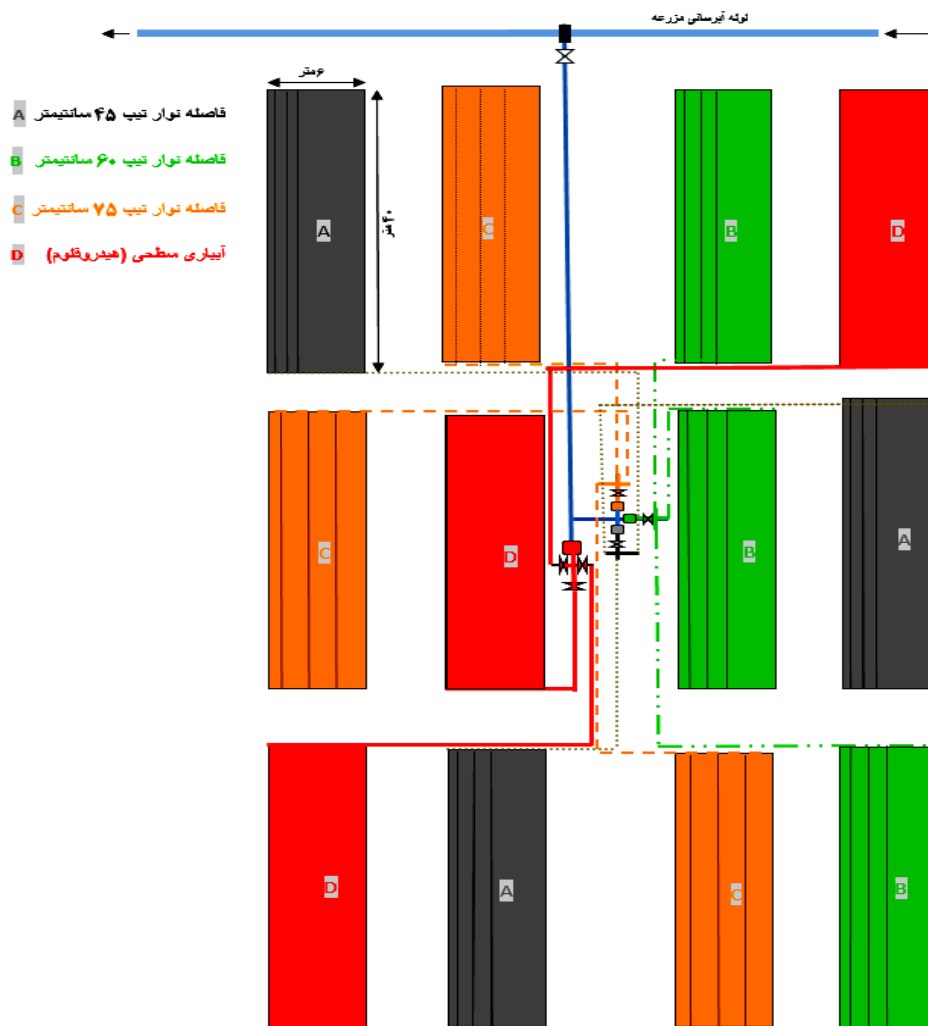 لوله آبرسانی مزرعه
۶متر
۴۰متر
فاصله نوار تیپ ۴۵ سانتیمتر A
فاصله نوار تیپ ۶۰ سانتیمتر B
فاصله نوار تیپ ۷۵ سانتیمتر C
آبیاری سطحی (هیدروفلوم) D
A C B D
C D B A
D A C B